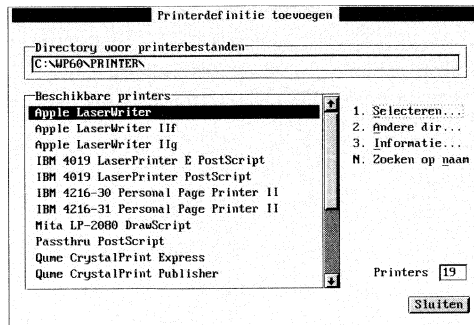 Printerdefinitie toevoegen
Directory voor printerbestanden
C:\WP60\PRINTER\
Beschikbare printers
Apple LaserWriter
Apple LaserWriter IIf
Apple LaserWriter IIg
IBM 4019 LaserPrinter E PostScript
IBM 4019 LaserPrinter PostScript
IBM 4216-30 Personal Page Printer II
IBM 4216-31 Personal Page Printer II
Mita LP-2080 DrawScript
Passthru PostScript
Qume CrystalPrint Express
Qume CrystalPrint Publisher
1. Selecteren...
2. Andere dir...
3. Informatie...
N. Zoeken op naam
Printers 19
Sluiten